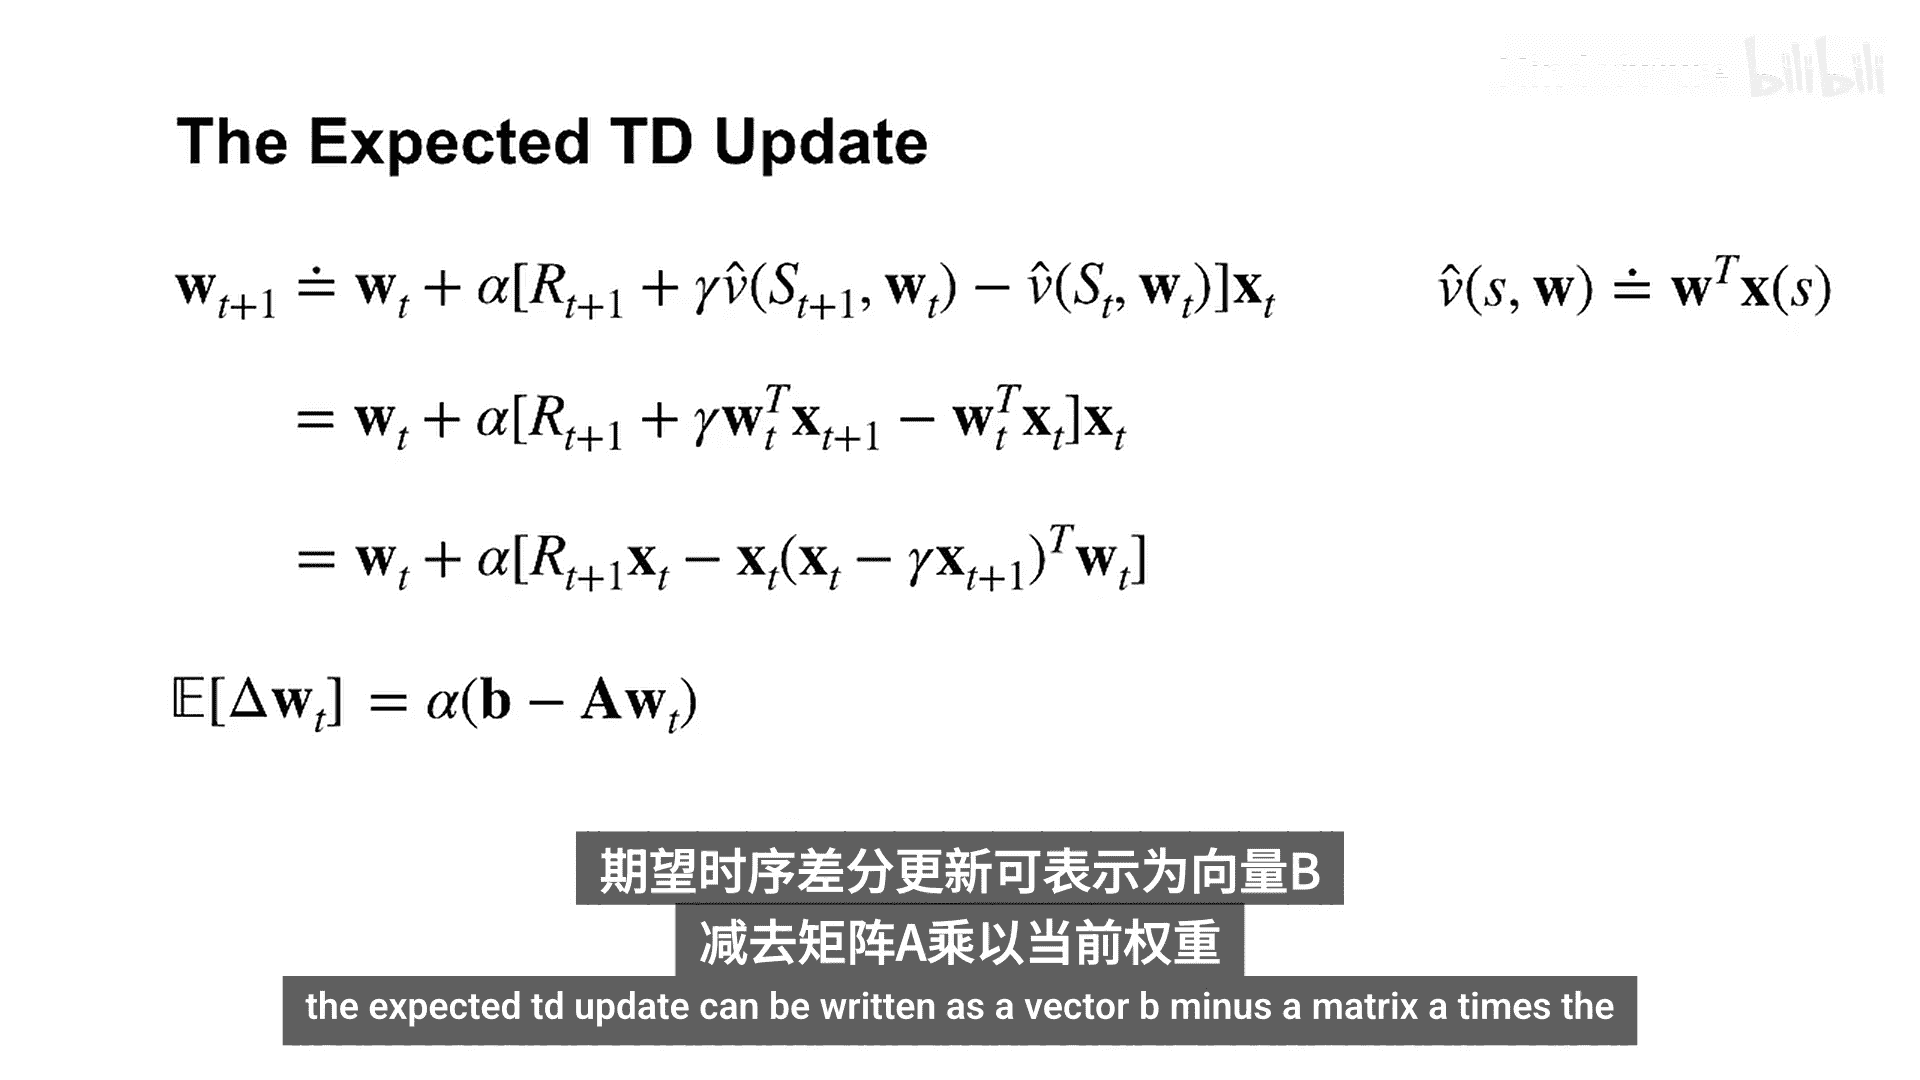 bilibili
The Expected TD Update
w_{t+1} ≐ w_t + α[R_{t+1} + γv̂(S_{t+1}, w_t) − v̂(S_t, w_t)]x_t v̂(s, w) ≐ w^T x(s)
= w_t + α[R_{t+1} + γw_t^T x_{t+1} − w_t^T x_t]x_t
= w_t + α[R_{t+1}x_t − x_t(x_t − γx_{t+1})^T w_t]
𝔼[Δw_t] = α(b − Aw_t)
期望时序差分更新可表示为向量B
减去矩阵A乘以当前权重
the expected td update can be written as a vector b minus a matrix a times the